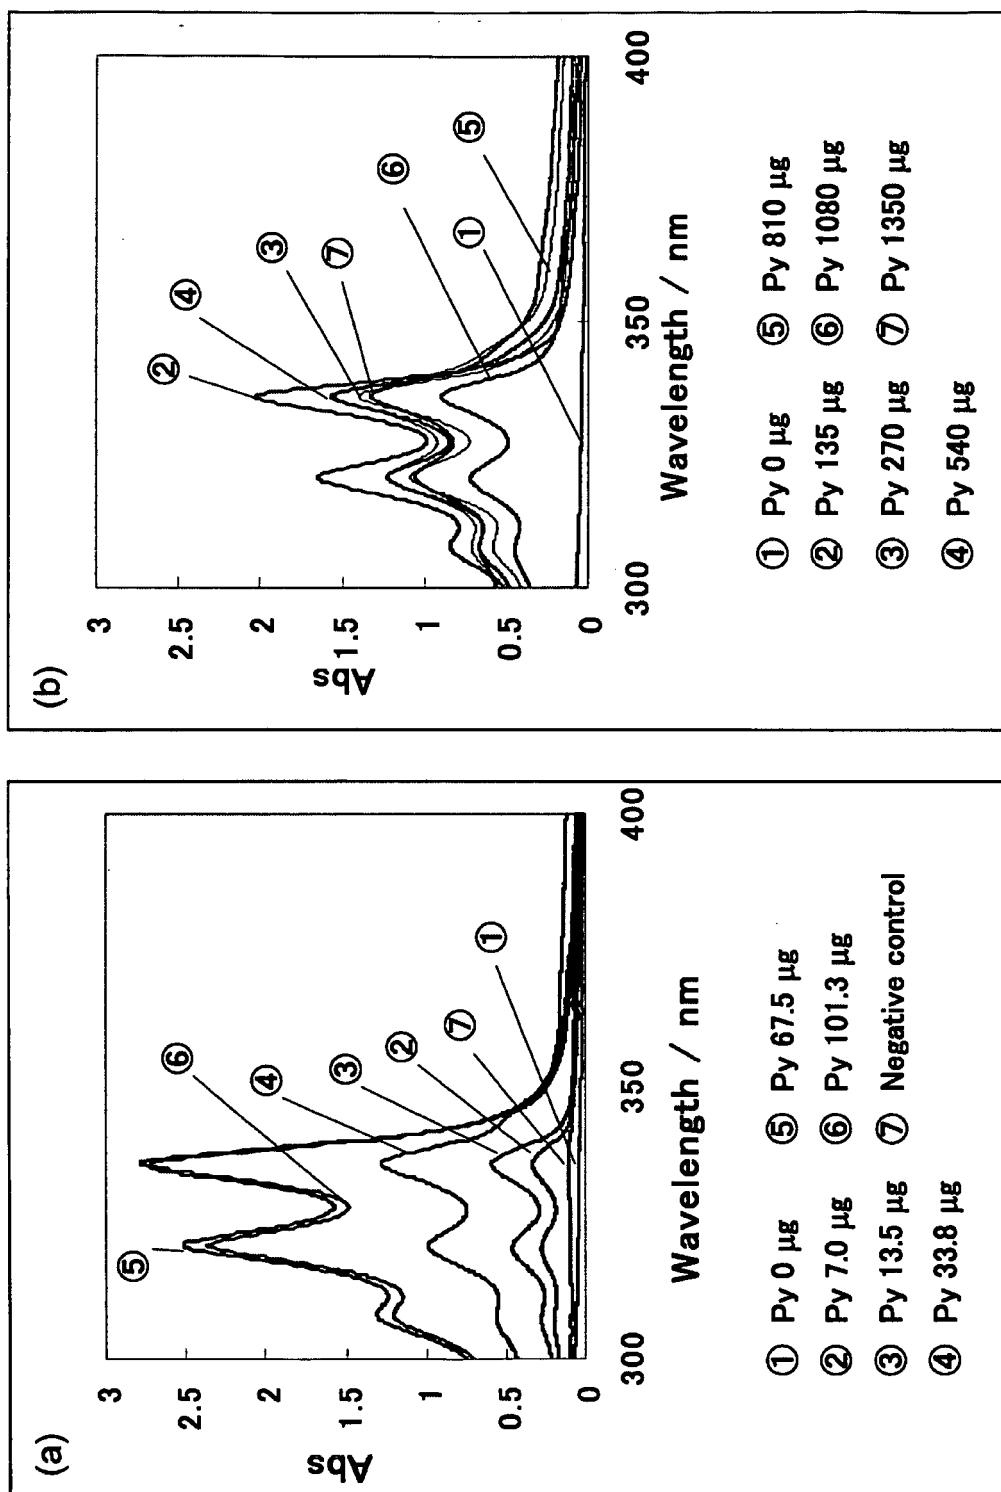 (a)
3
2.5
2
1.5
1
0.5
0
Abs
300
350
400
Wavelength / nm
⑤
⑥
④
③
②
⑦
①
① Py 0 µg
② Py 7.0 µg
③ Py 13.5 µg
④ Py 33.8 µg
⑤ Py 67.5 µg
⑥ Py 101.3 µg
⑦ Negative control
(b)
3
2.5
2
1.5
1
0.5
0
Abs
300
350
400
Wavelength / nm
②
④
③
⑦
⑥
①
⑤
① Py 0 µg
② Py 135 µg
③ Py 270 µg
④ Py 540 µg
⑤ Py 810 µg
⑥ Py 1080 µg
⑦ Py 1350 µg